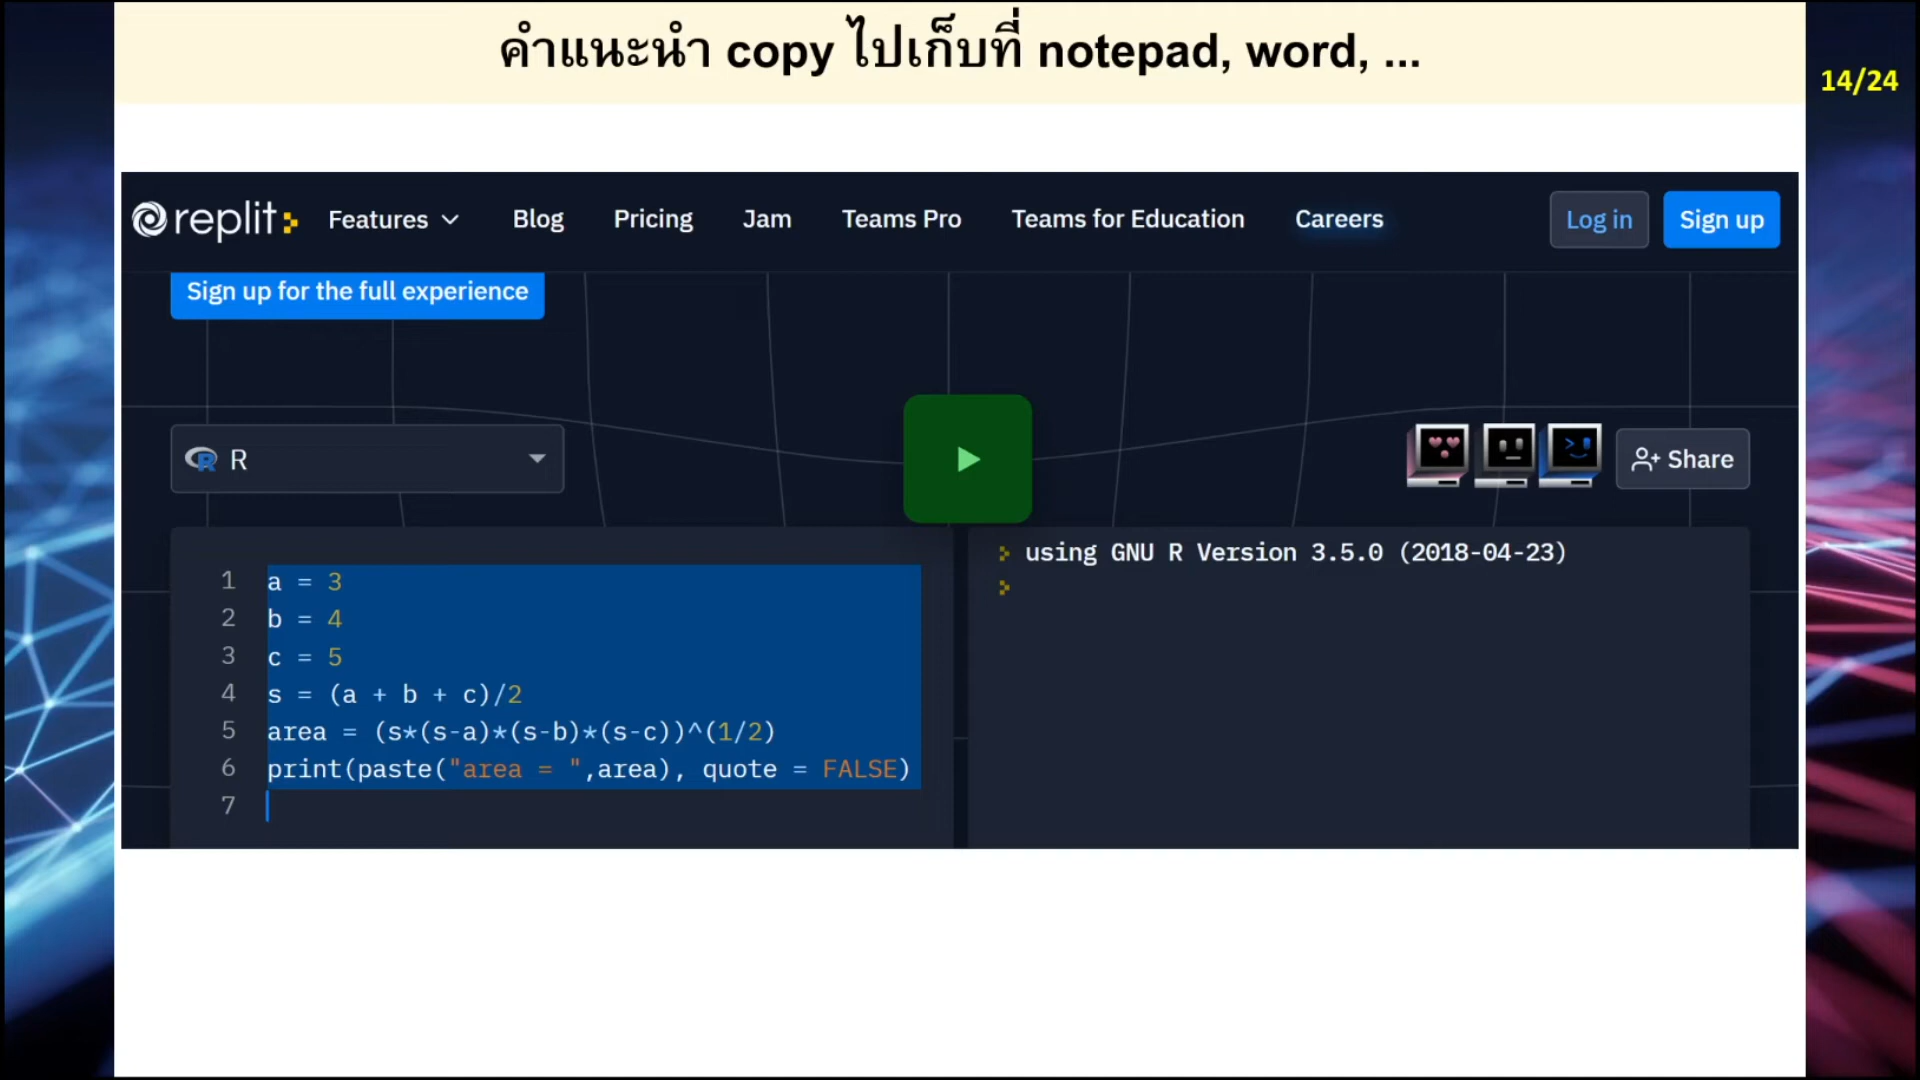 คำแนะนำ copy ไปเก็บที่ notepad, word, ...
14/24
replit Features Blog Pricing Jam Teams Pro Teams for Education Careers Log in Sign up
Sign up for the full experience
R
Share
1 a = 3
2 b = 4
3 c = 5
4 s = (a + b + c)/2
5 area = (s*(s-a)*(s-b)*(s-c))^(1/2)
6 print(paste("area = ",area), quote = FALSE)
7
using GNU R Version 3.5.0 (2018-04-23)